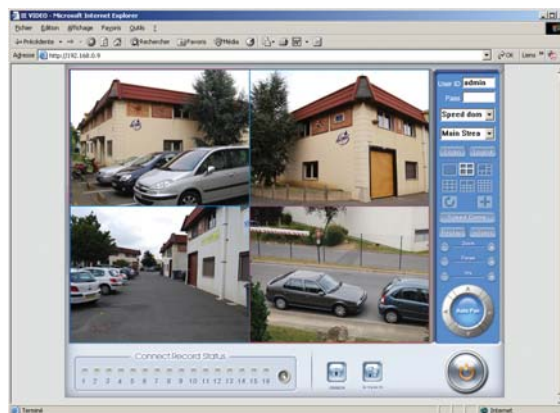 IE VIDEO - Microsoft Internet Explorer
Fichier Edition Affichage Favoris Outils ?
Précédente Rechercher Favoris Média
Adresse http://192.168.0.9 OK Liens
User ID admin
Pass
Speed dom
Main Strea
Zoom
Auto Pan
Connect Record Status
1 2 3 4 5 6 7 8 9 10 11 12 13 14 15 16
Terminé Internet